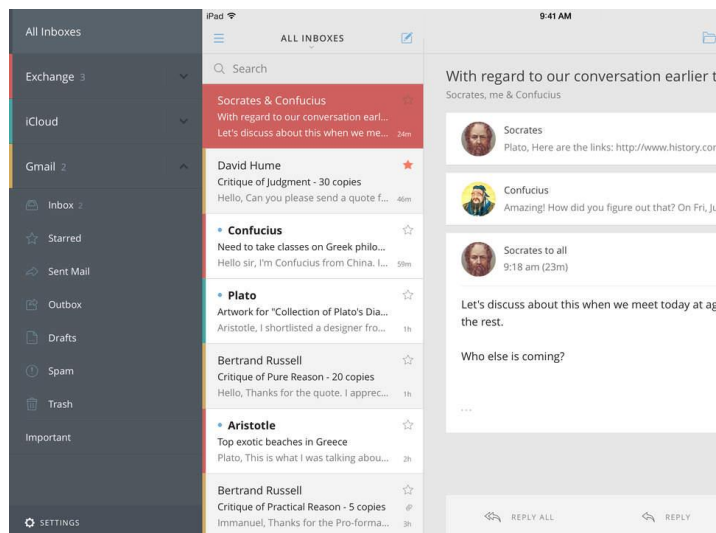 iPad
9:41 AM
All Inboxes
Exchange 3
iCloud
Gmail 2
Inbox 2
Starred
Sent Mail
Outbox
Drafts
Spam
Trash
Important
SETTINGS
ALL INBOXES
Search
Socrates & Confucius
With regard to our conversation earl...
Let's discuss about this when we me... 24m
David Hume
Critique of Judgment - 30 copies
Hello, Can you please send a quote f... 46m
Confucius
Need to take classes on Greek philo...
Hello sir, I'm Confucius from China. I... 59m
Plato
Artwork for "Collection of Plato's Dia...
Aristotle, I shortlisted a designer fro... 1h
Bertrand Russell
Critique of Pure Reason - 20 copies
Hello, Thanks for the quote. I apprec... 1h
Aristotle
Top exotic beaches in Greece
Plato, This is what I was talking abou... 2h
Bertrand Russell
Critique of Practical Reason - 5 copies
Immanuel, Thanks for the Pro-forma... 3h
With regard to our conversation earlier t
Socrates, me & Confucius
Socrates
Plato, Here are the links: http://www.history.cor
Confucius
Amazing! How did you figure out that? On Fri, Ju
Socrates to all
9:18 am (23m)
Let's discuss about this when we meet today at ag
the rest.
Who else is coming?
...
REPLY ALL
REPLY